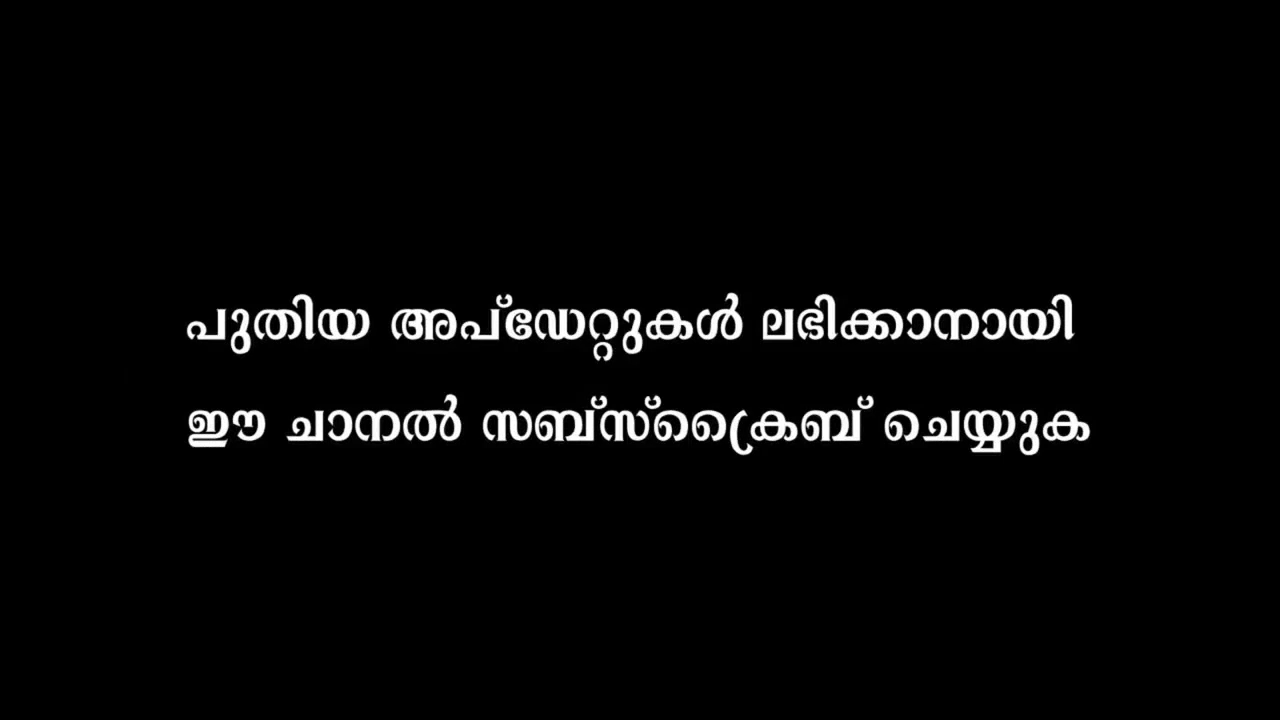 പുതിയ അപ്ഡേറ്റുകൾ ലഭിക്കാനായി
ഈ ചാനൽ സബ്സ്ക്രൈബ് ചെയ്യുക